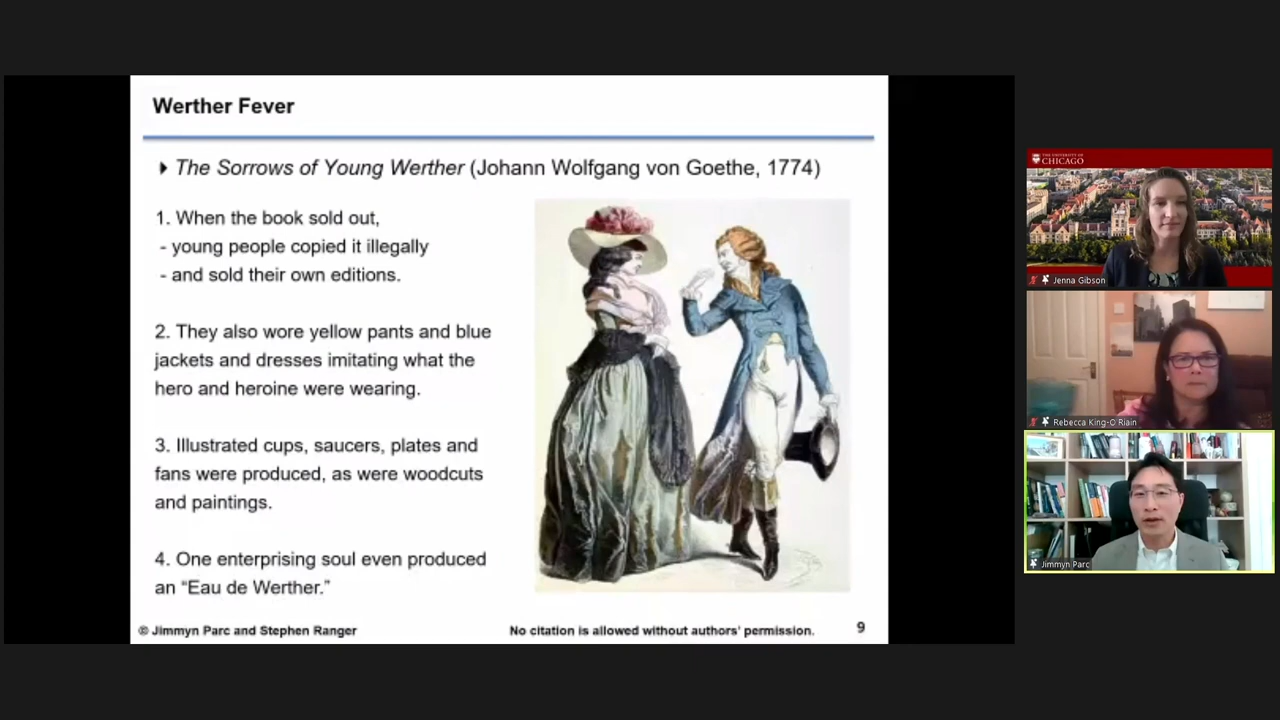 Werther Fever
The Sorrows of Young Werther (Johann Wolfgang von Goethe, 1774)
1. When the book sold out,
- young people copied it illegally
- and sold their own editions.
2. They also wore yellow pants and blue
jackets and dresses imitating what the
hero and heroine were wearing.
3. Illustrated cups, saucers, plates and
fans were produced, as were woodcuts
and paintings.
4. One enterprising soul even produced
an “Eau de Werther.”
© Jimmyn Parc and Stephen Ranger
No citation is allowed without authors’ permission.
9
THE UNIVERSITY OF
CHICAGO
Jenna Gibson
Rebecca King-O Riain
Jimmyn Parc